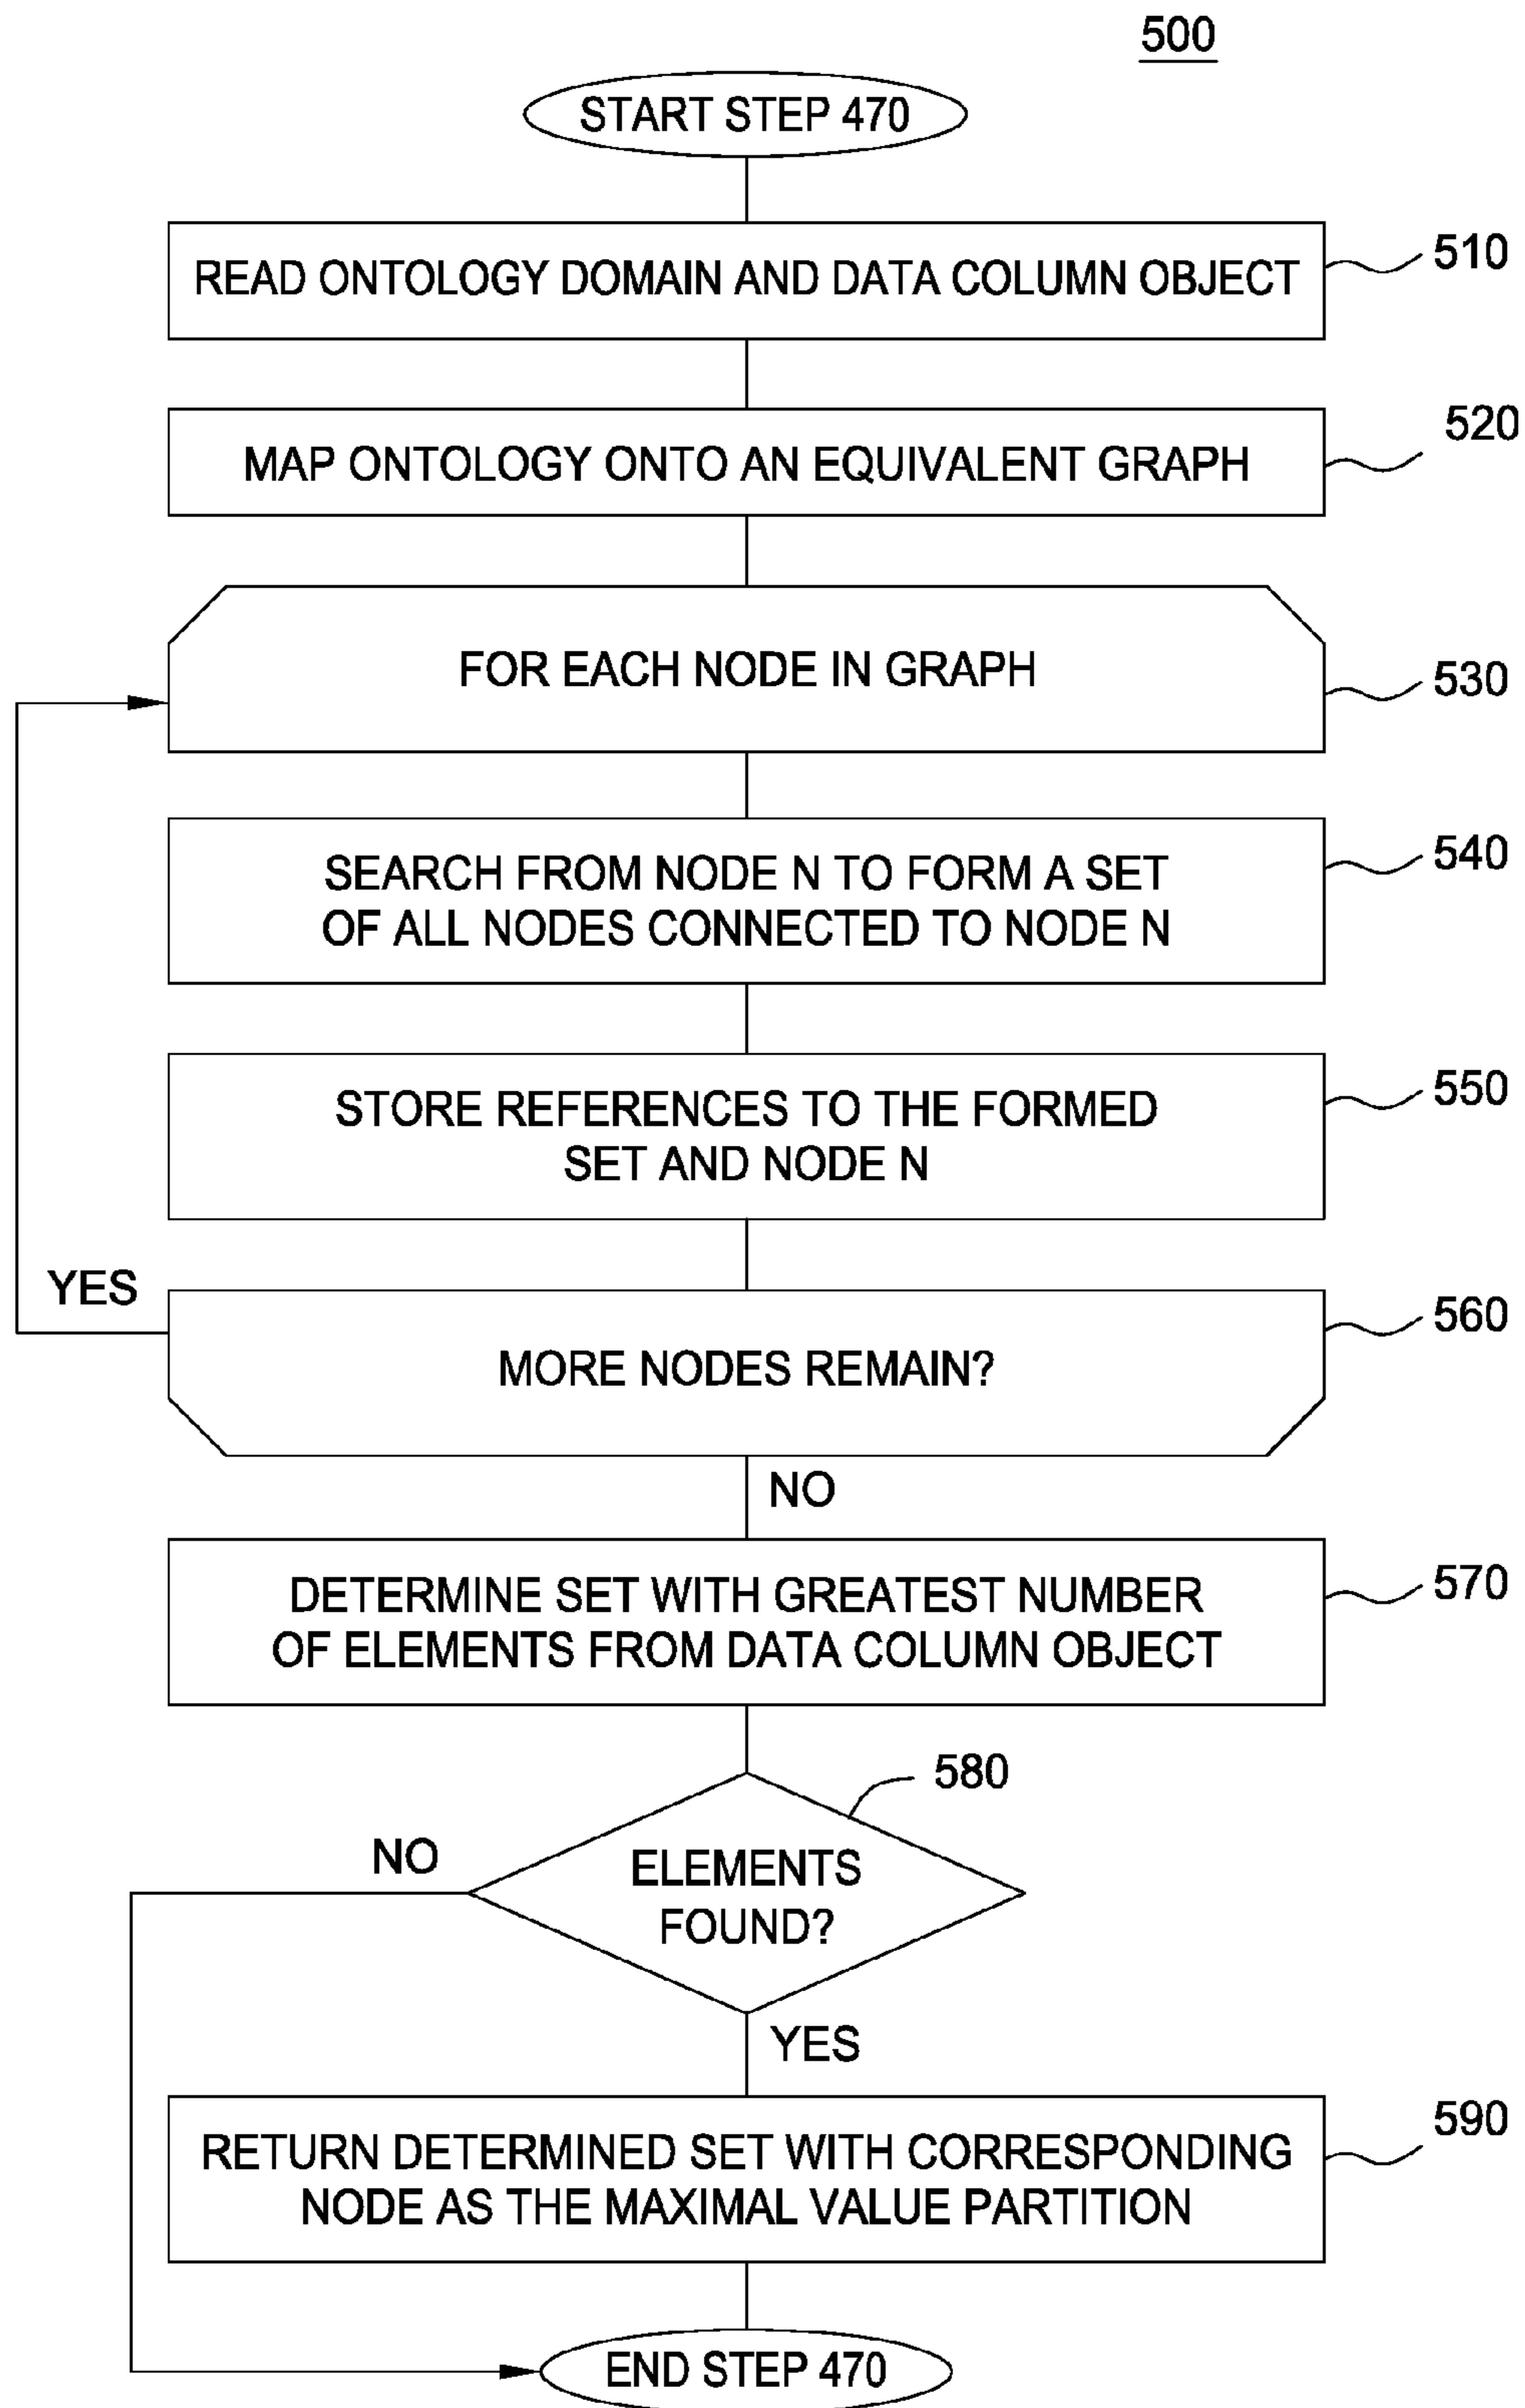 500
START STEP 470
READ ONTOLOGY DOMAIN AND DATA COLUMN OBJECT
510
MAP ONTOLOGY ONTO AN EQUIVALENT GRAPH
520
FOR EACH NODE IN GRAPH
530
SEARCH FROM NODE N TO FORM A SET
OF ALL NODES CONNECTED TO NODE N
540
STORE REFERENCES TO THE FORMED
SET AND NODE N
550
YES
MORE NODES REMAIN?
560
NO
DETERMINE SET WITH GREATEST NUMBER
OF ELEMENTS FROM DATA COLUMN OBJECT
570
580
NO
ELEMENTS
FOUND?
YES
RETURN DETERMINED SET WITH CORRESPONDING
NODE AS THE MAXIMAL VALUE PARTITION
590
END STEP 470